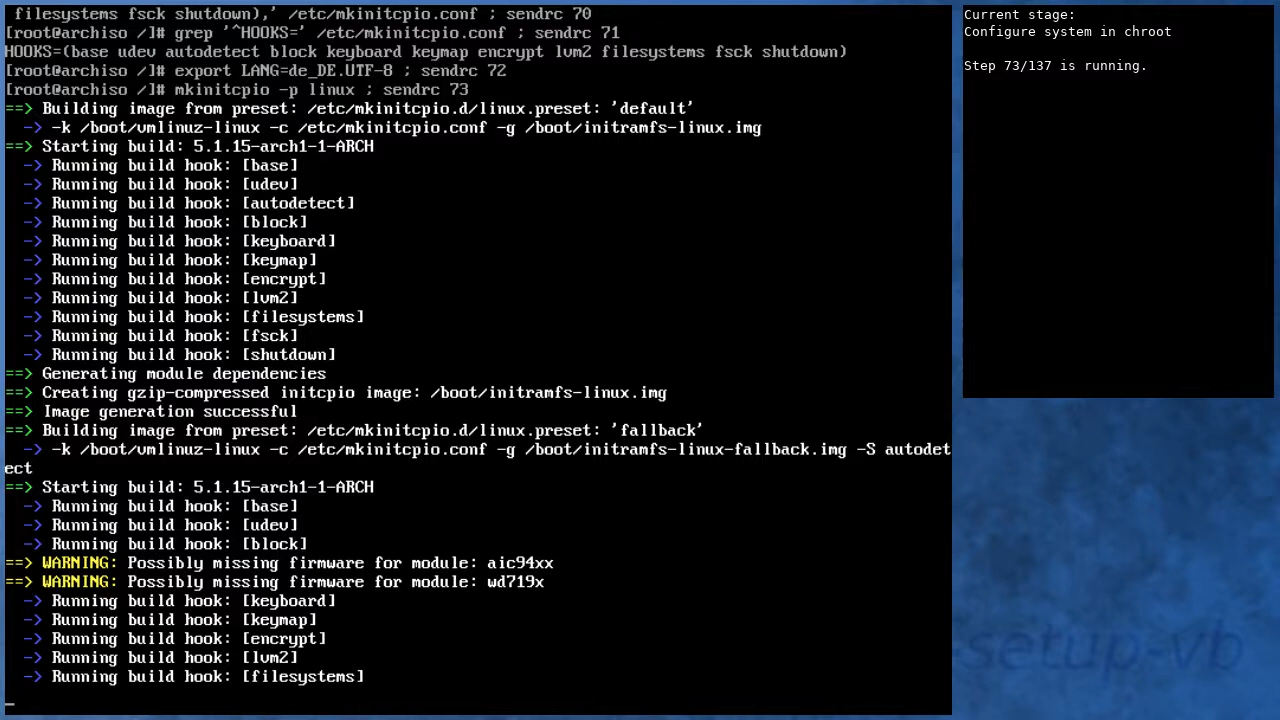 filesystems fsck shutdown),' /etc/mkinitcpio.conf ; sendrc 70
[root@archiso /]# grep '^HOOKS=' /etc/mkinitcpio.conf ; sendrc 71
HOOKS=(base udev autodetect block keyboard keymap encrypt lvm2 filesystems fsck shutdown)
[root@archiso /]# export LANG=de_DE.UTF-8 ; sendrc 72
[root@archiso /]# mkinitcpio -p linux ; sendrc 73
==> Building image from preset: /etc/mkinitcpio.d/linux.preset: 'default'
-> -k /boot/vmlinuz-linux -c /etc/mkinitcpio.conf -g /boot/initramfs-linux.img
==> Starting build: 5.1.15-arch1-1-ARCH
-> Running build hook: [base]
-> Running build hook: [udev]
-> Running build hook: [autodetect]
-> Running build hook: [block]
-> Running build hook: [keyboard]
-> Running build hook: [keymap]
-> Running build hook: [encrypt]
-> Running build hook: [lvm2]
-> Running build hook: [filesystems]
-> Running build hook: [fsck]
-> Running build hook: [shutdown]
==> Generating module dependencies
==> Creating gzip-compressed initcpio image: /boot/initramfs-linux.img
==> Image generation successful
==> Building image from preset: /etc/mkinitcpio.d/linux.preset: 'fallback'
-> -k /boot/vmlinuz-linux -c /etc/mkinitcpio.conf -g /boot/initramfs-linux-fallback.img -S autodet
ect
==> Starting build: 5.1.15-arch1-1-ARCH
-> Running build hook: [base]
-> Running build hook: [udev]
-> Running build hook: [block]
==> WARNING: Possibly missing firmware for module: aic94xx
==> WARNING: Possibly missing firmware for module: wd719x
-> Running build hook: [keyboard]
-> Running build hook: [keymap]
-> Running build hook: [encrypt]
-> Running build hook: [lvm2]
-> Running build hook: [filesystems]
_
Current stage:
Configure system in chroot
Step 73/137 is running.
-setup-vb